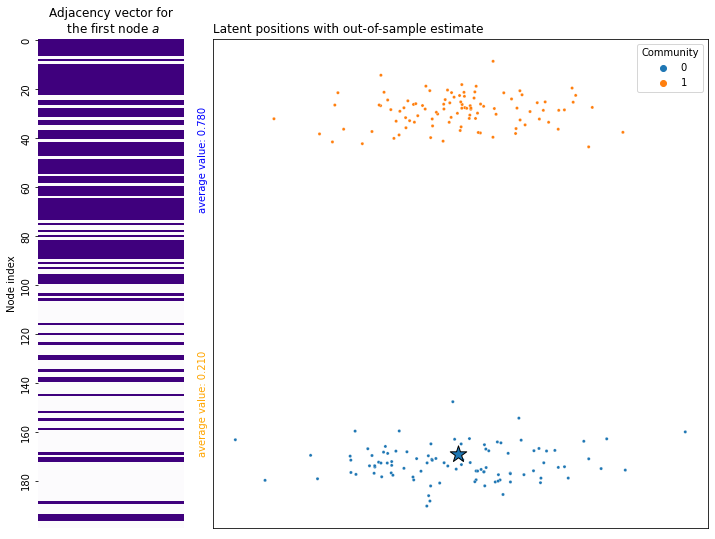 Adjacency vector for
the first node a
Latent positions with out-of-sample estimate
Node index
0
20
40
60
80
100
120
140
160
180
average value: 0.780
average value: 0.210
Community
0
1